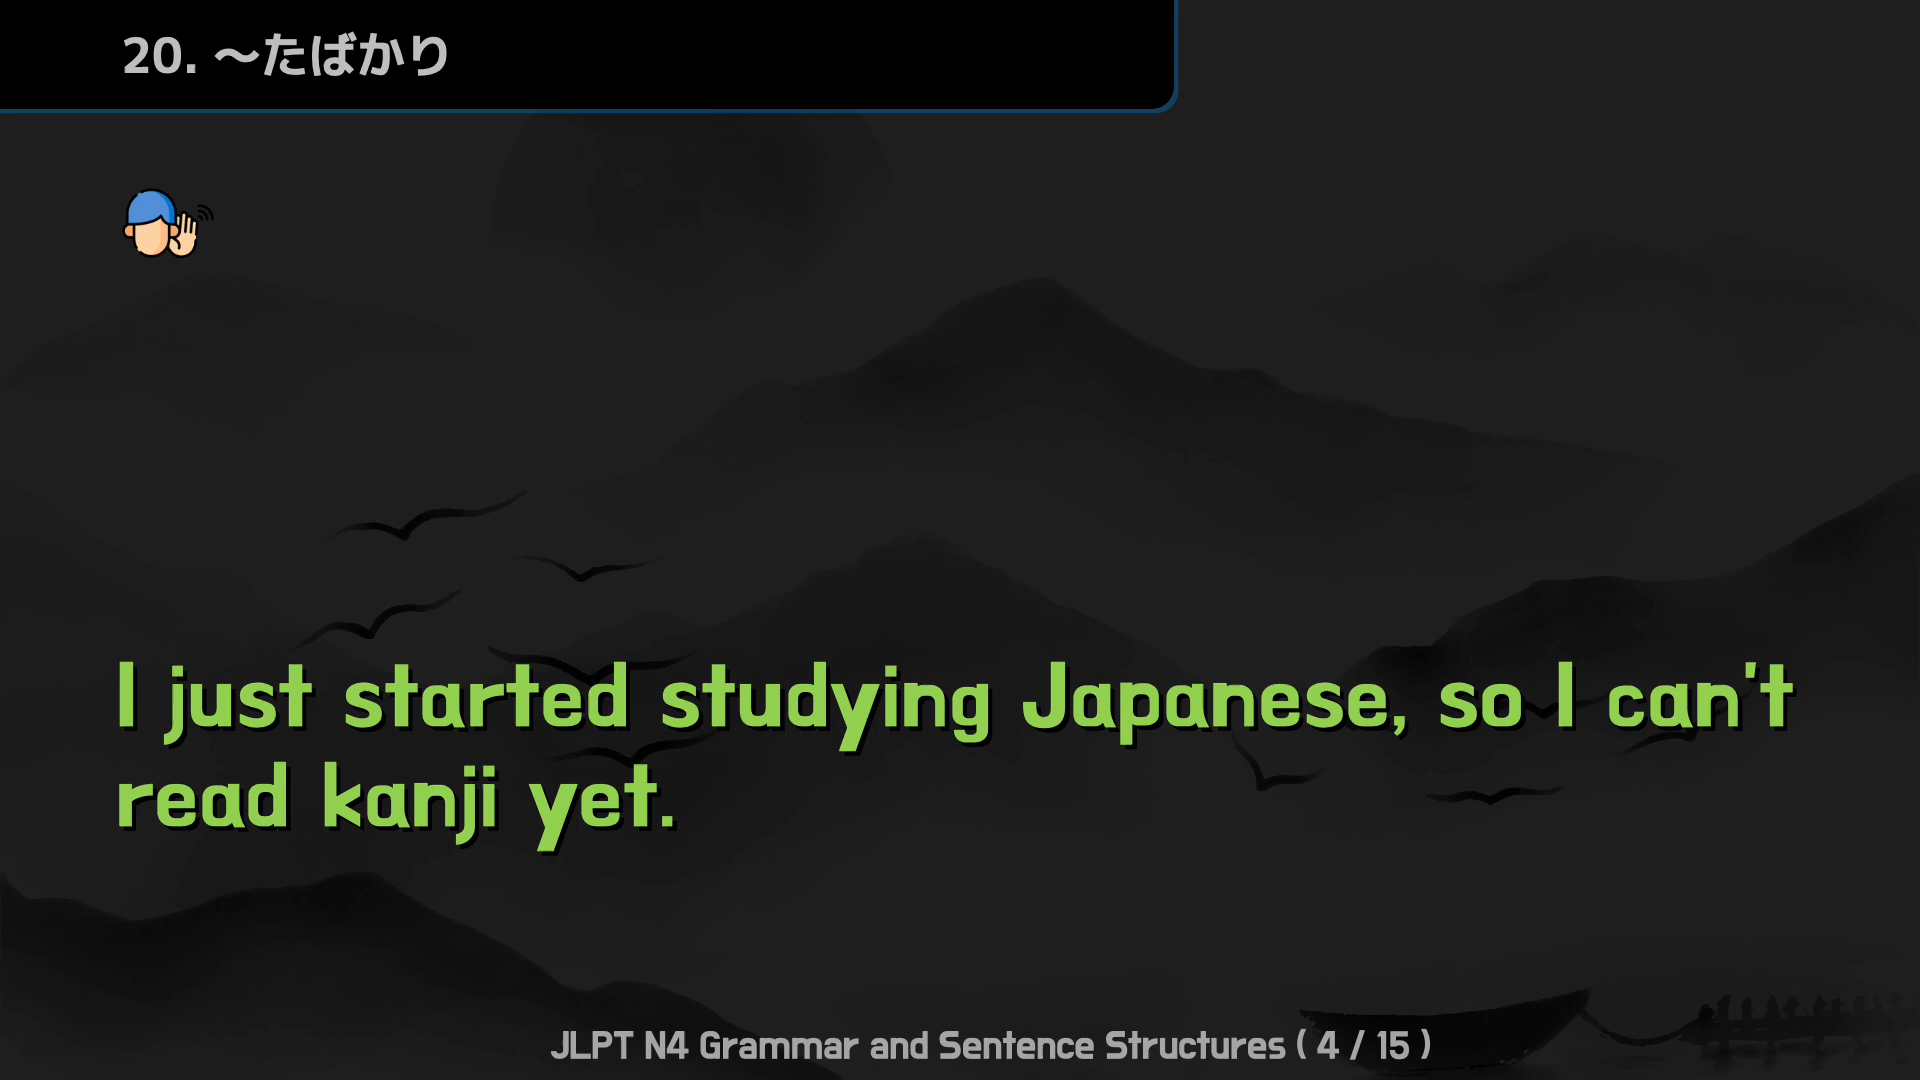 20. 〜たばかり
I just started studying Japanese, so I can't
read kanji yet.
JLPT N4 Grammar and Sentence Structures ( 4 / 15 )